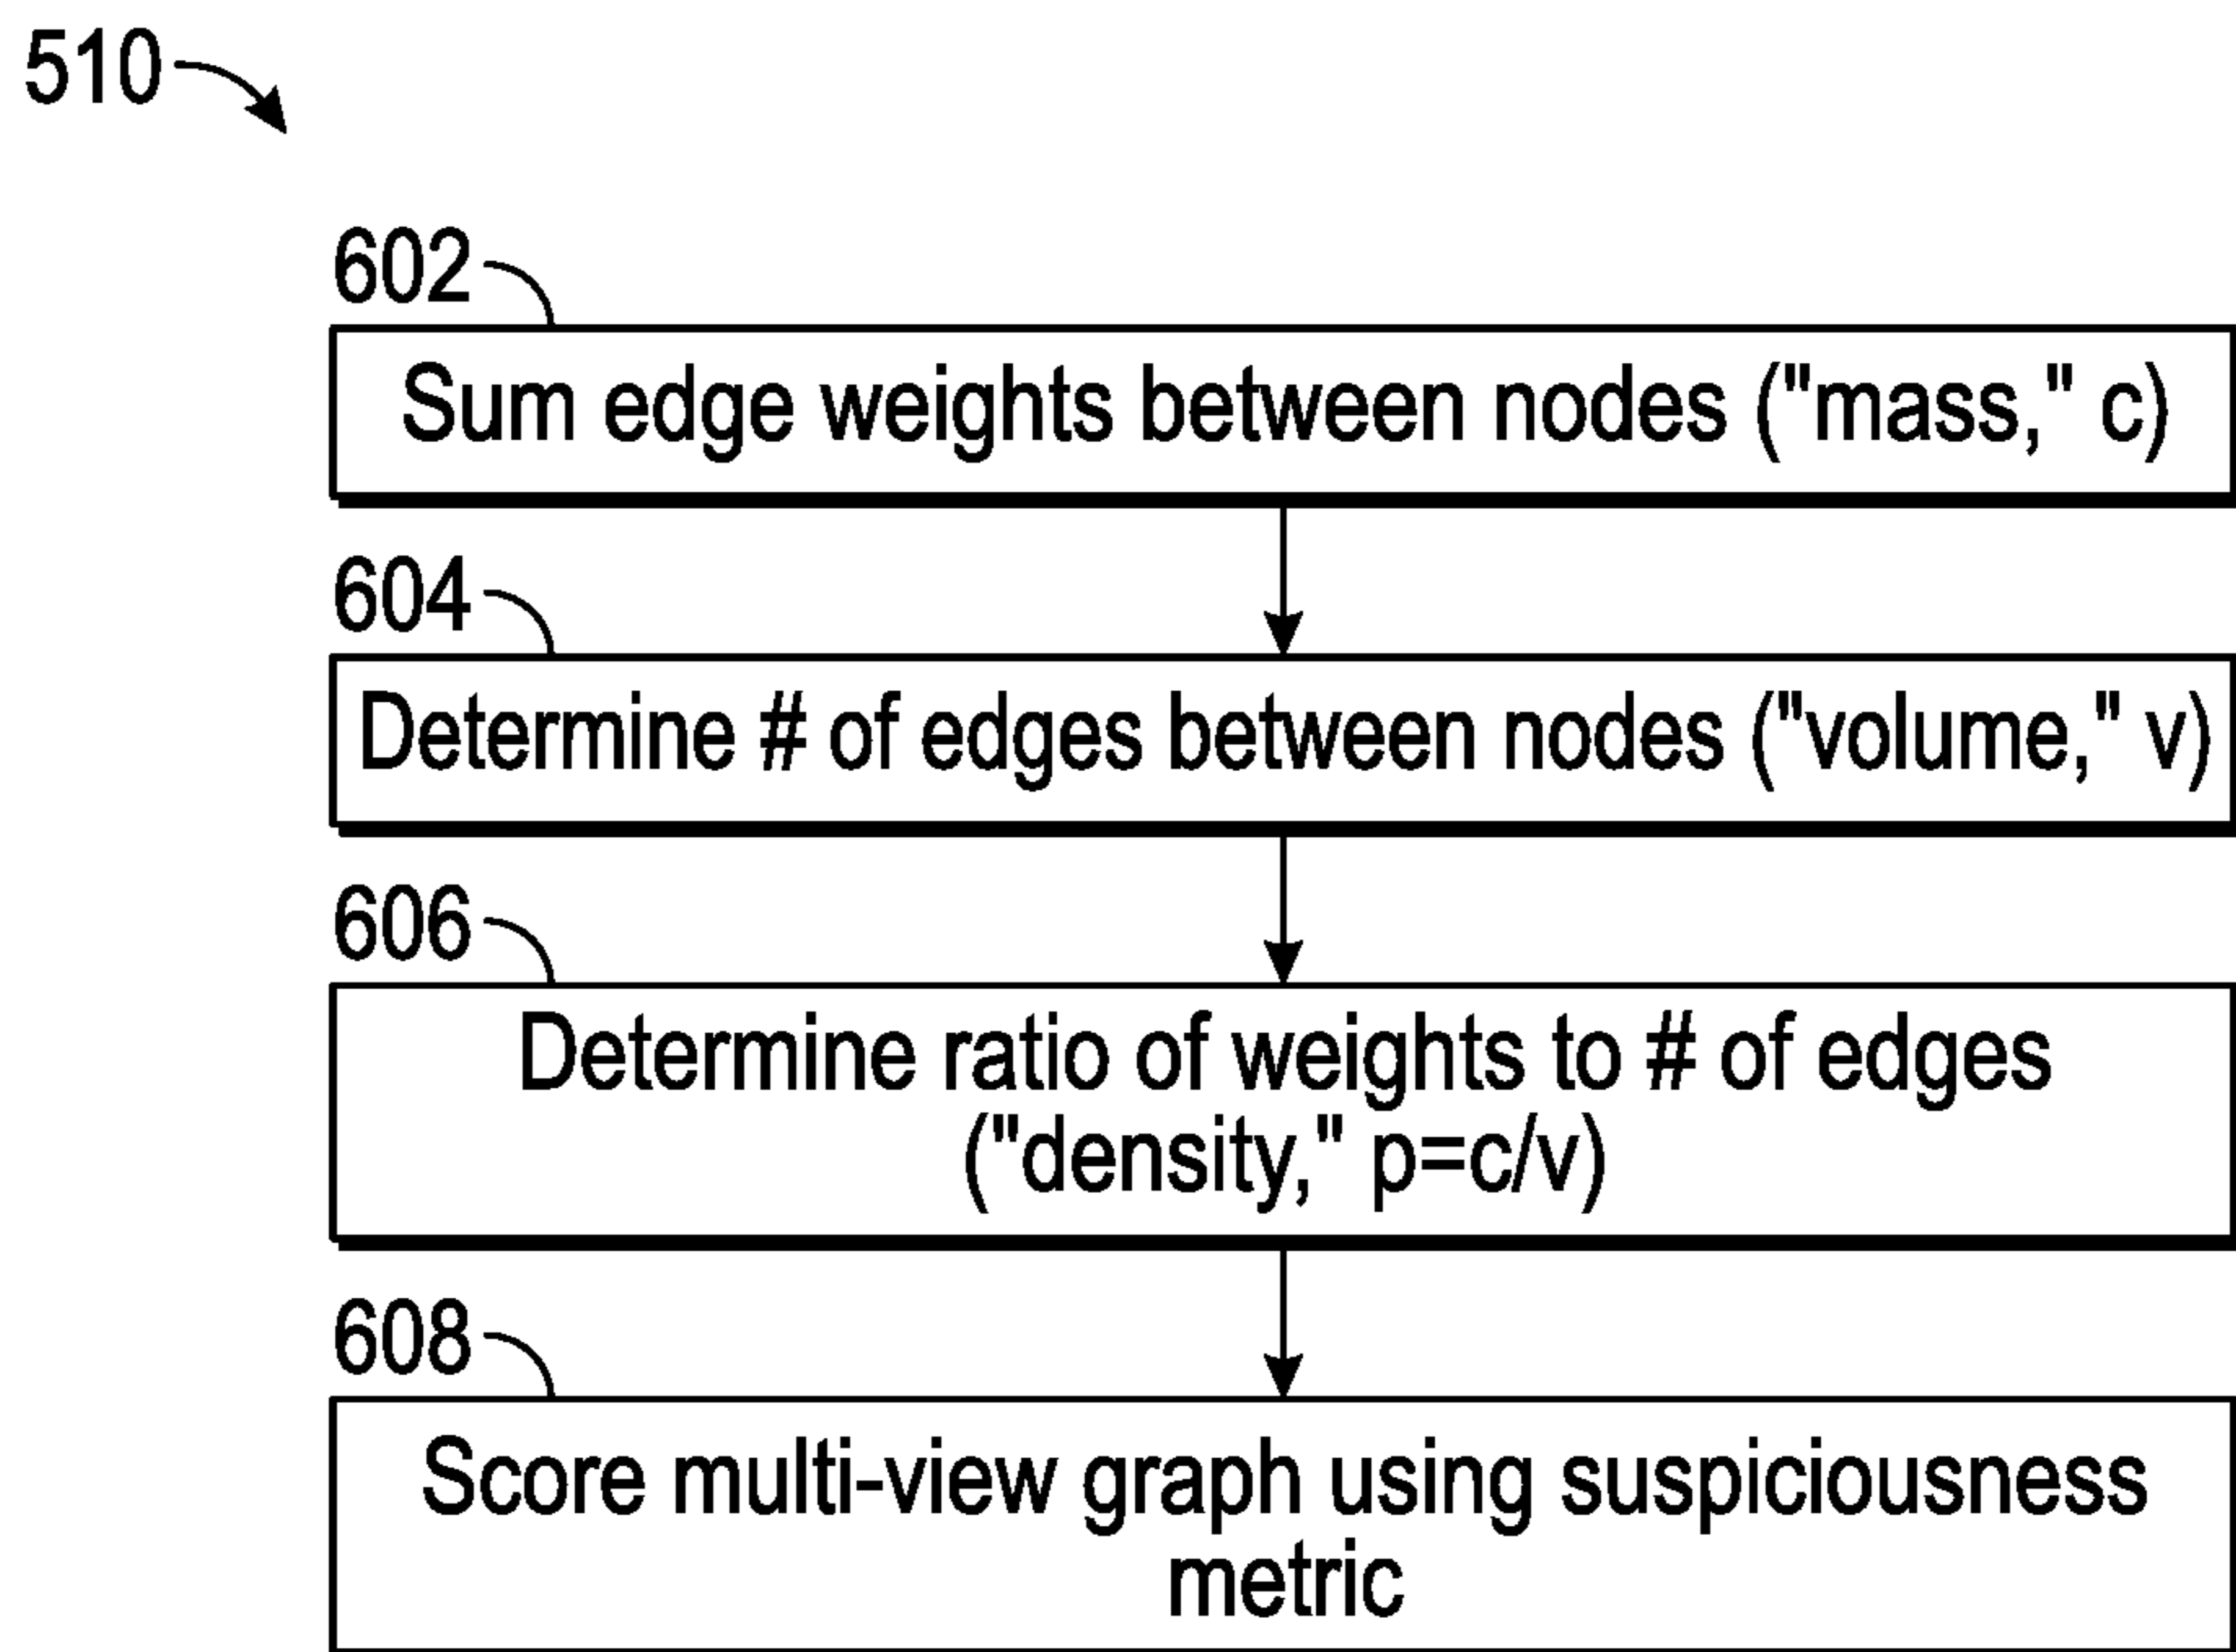 510
602
Sum edge weights between nodes ("mass," c)
604
Determine # of edges between nodes ("volume," v)
606
Determine ratio of weights to # of edges
("density," p=c/v)
608
Score multi-view graph using suspiciousness
metric